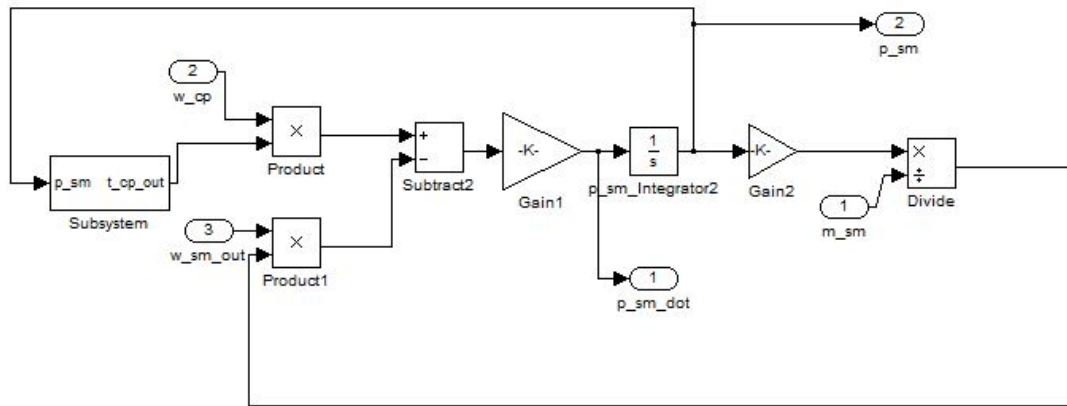 2
p_sm
2
w_cp
×
Product
+
−
Subtract2
-K-
Gain1
1
s
p_sm_Integrator2
-K-
Gain2
×
÷
Divide
1
m_sm
p_sm t_cp_out
Subsystem
3
w_sm_out
×
Product1
1
p_sm_dot